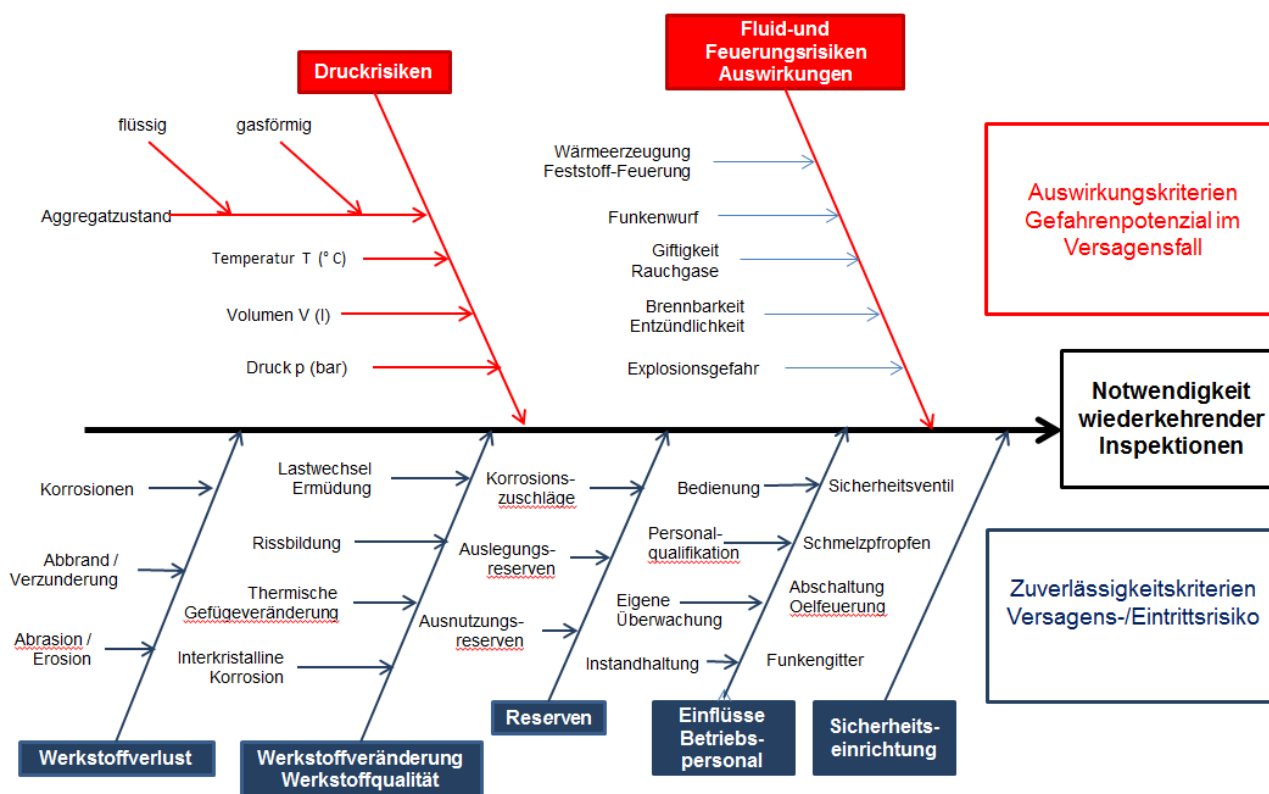 Druckrisiken
Fluid-und
Feuerungsrisiken
Auswirkungen
flüssig
gasförmig
Aggregatzustand
Temperatur T (° C)
Volumen V (l)
Druck p (bar)
Wärmeerzeugung
Feststoff-Feuerung
Funkenwurf
Giftigkeit
Rauchgase
Brennbarkeit
Entzündlichkeit
Explosionsgefahr
Auswirkungskriterien
Gefahrenpotenzial im
Versagensfall
Notwendigkeit
wiederkehrender
Inspektionen
Korrosionen
Abbrand /
Verzunderung
Abrasion /
Erosion
Werkstoffverlust
Lastwechsel
Ermüdung
Rissbildung
Thermische
Gefügeveränderung
Interkristalline
Korrosion
Werkstoffveränderung
Werkstoffqualität
Korrosions-
zuschläge
Auslegungs-
reserven
Ausnutzungs-
reserven
Reserven
Bedienung
Personal-
qualifikation
Eigene
Überwachung
Instandhaltung
Einflüsse
Betriebs-
personal
Sicherheitsventil
Schmelzpfropfen
Abschaltung
Oelfeuerung
Funkengitter
Sicherheits-
einrichtung
Zuverlässigkeitskriterien
Versagens-/Eintrittsrisiko